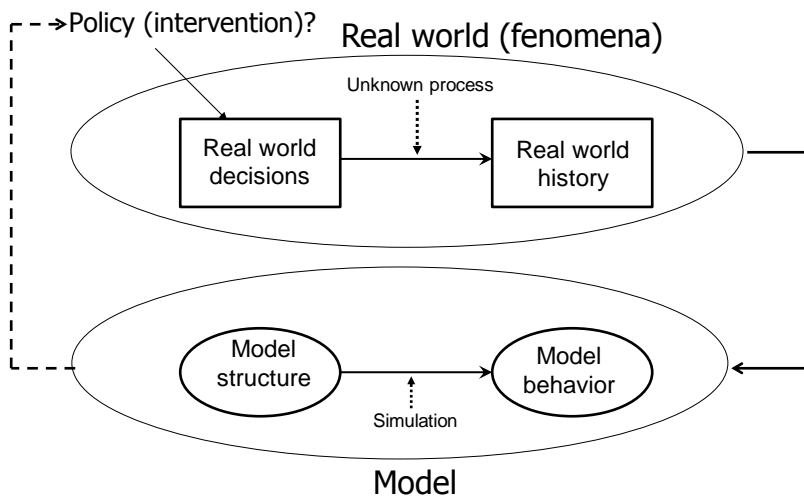 Policy (intervention)?
Real world (fenomena)
Unknown process
Real world
decisions
Real world
history
Model
structure
Model
behavior
Simulation
Model